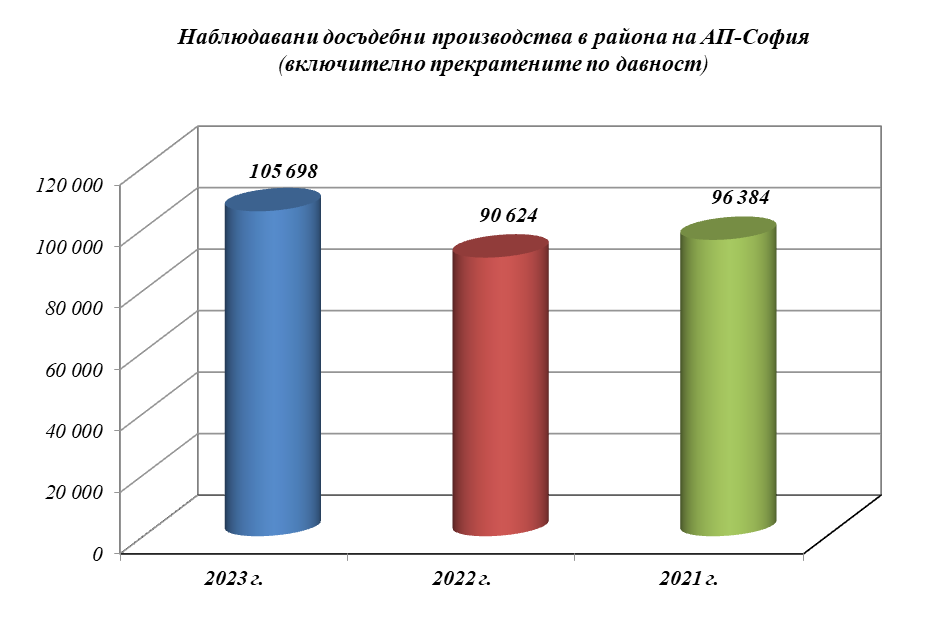 Наблюдавани досъдебни производства в района на АП-София
(включително прекратените по давност)
105 698
90 624
96 384
120 000
100 000
80 000
60 000
40 000
20 000
0
2023 г.
2022 г.
2021 г.